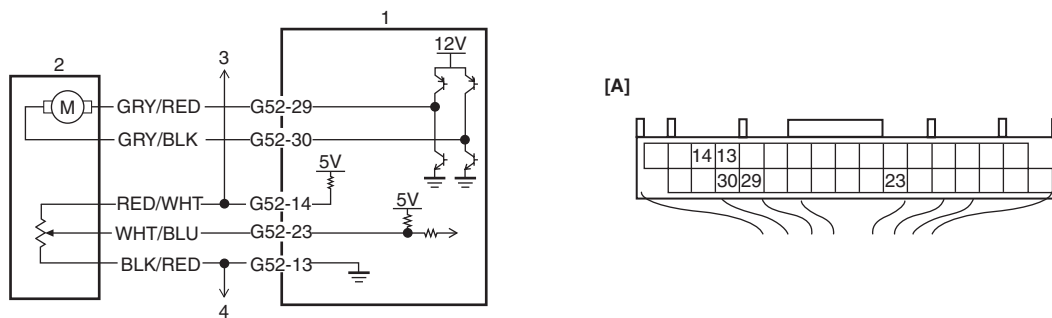 1
12V
3
2
M
GRY/RED G52-29
GRY/BLK G52-30
5V
5V
RED/WHT G52-14
WHT/BLU G52-23
BLK/RED G52-13
4
[A]
14 13
30 29 23